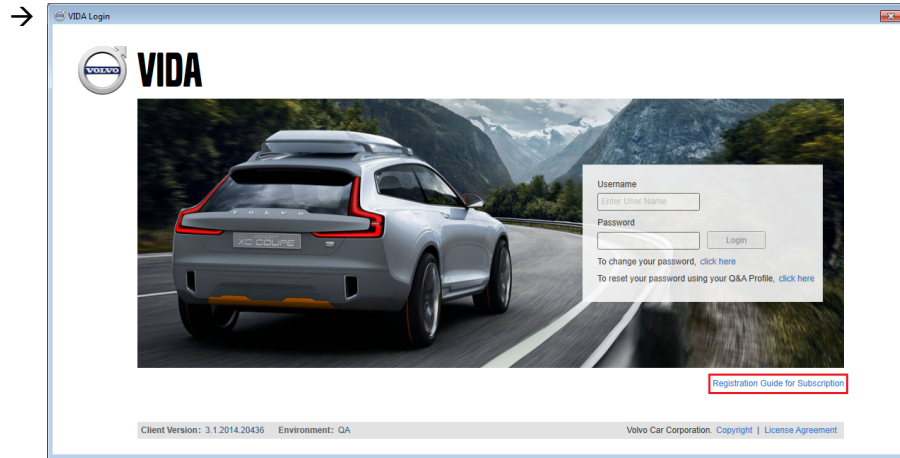 →
VIDA Login
VOLVO
VIDA
VOLVO
XC COUPE
Username
Enter User Name
Password
Login
To change your password, click here
To reset your password using your Q&A Profile, click here
Registration Guide for Subscription
Client Version: 3.1.2014.20436 Environment: QA
Volvo Car Corporation. Copyright | License Agreement